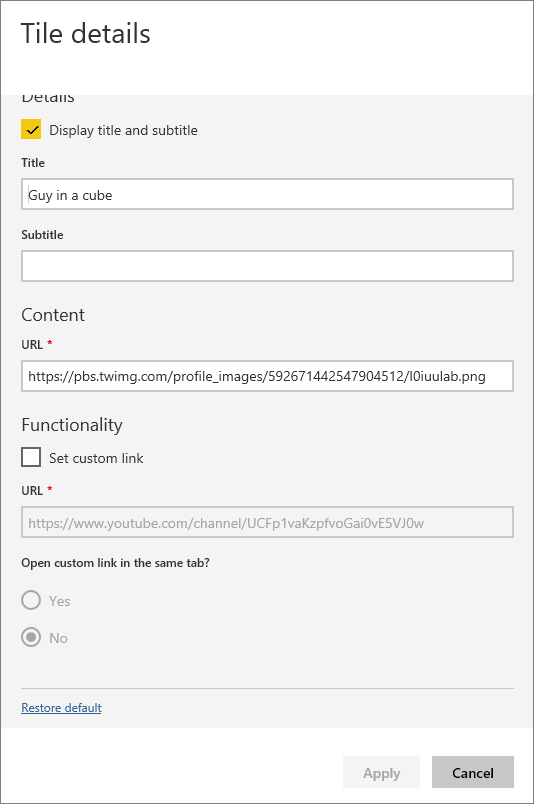 Tile details
Details
Display title and subtitle
Title
Guy in a cube
Subtitle
Content
URL *
https://pbs.twimg.com/profile_images/592671442547904512/I0iuulab.png
Functionality
Set custom link
URL *
https://www.youtube.com/channel/UCFp1vaKzpfvoGai0vE5VJ0w
Open custom link in the same tab?
Yes
No
Restore default
Apply Cancel